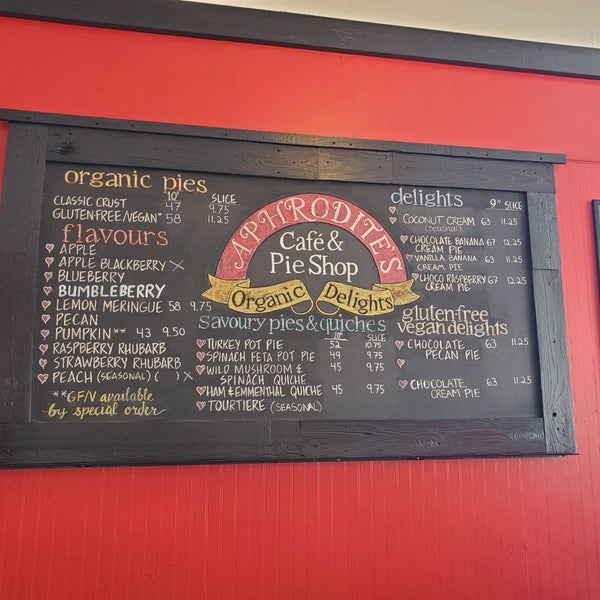 organic pies
10" SLICE
CLASSIC CRUST 47 9.75
GLUTEN-FREE/VEGAN* 58 11.25
flavours
APPLE
APPLE BLACKBERRY X
BLUEBERRY
BUMBLEBERRY
LEMON MERINGUE 58 9.75
PECAN
PUMPKIN** 43 9.50
RASPBERRY RHUBARB
STRAWBERRY RHUBARB
PEACH (SEASONAL) ( ) X
**GF/V available
by special order
APHRODITE'S
Café &
Pie Shop
Organic Delights
savoury pies & quiches
10" SLICE
TURKEY POT PIE 52 10.75
SPINACH FETA POT PIE 49 9.75
WILD MUSHROOM & 45 9.75
SPINACH QUICHE
HAM & EMMENTHAL QUICHE 45 9.75
TOURTIERE (SEASONAL)
delights 9" SLICE
COCONUT CREAM 63 11.25
(SEASONAL)
CHOCOLATE BANANA 67 12.25
CREAM PIE
VANILLA BANANA 63 11.25
CREAM PIE
CHOCO RASPBERRY 67 12.25
CREAM PIE
gluten-free
vegan delights
CHOCOLATE 63 11.25
PECAN PIE
CHOCOLATE 63 11.25
CREAM PIE